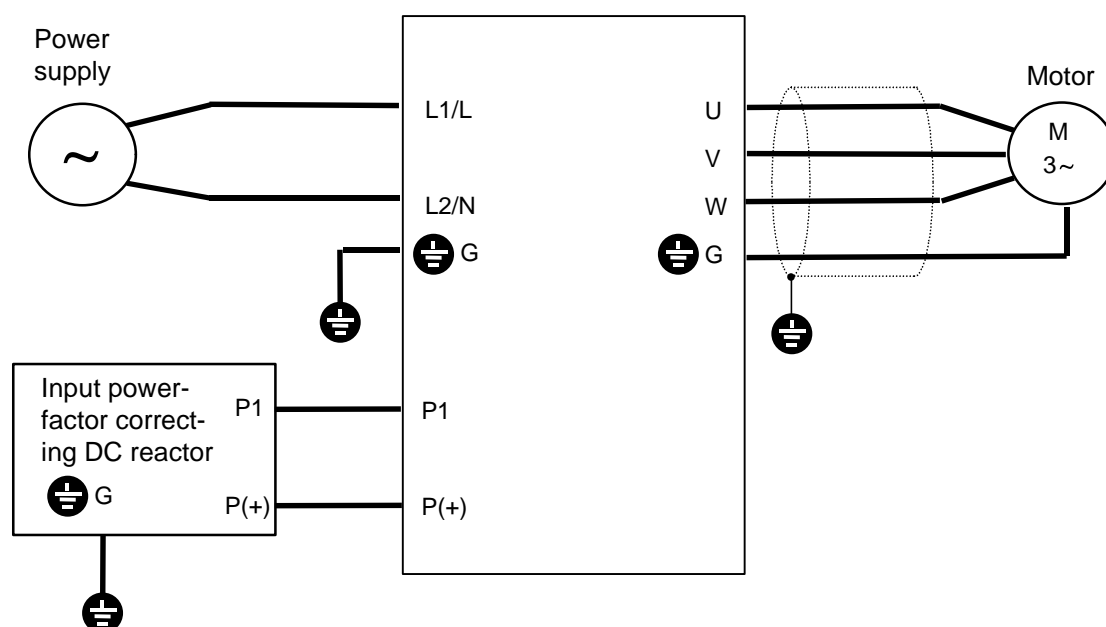 Power
supply
~
L1/L
L2/N
G
U
V
W
G
Motor
M
3~
Input power-
factor correct-
ing DC reactor
G
P1
P(+)
P1
P(+)